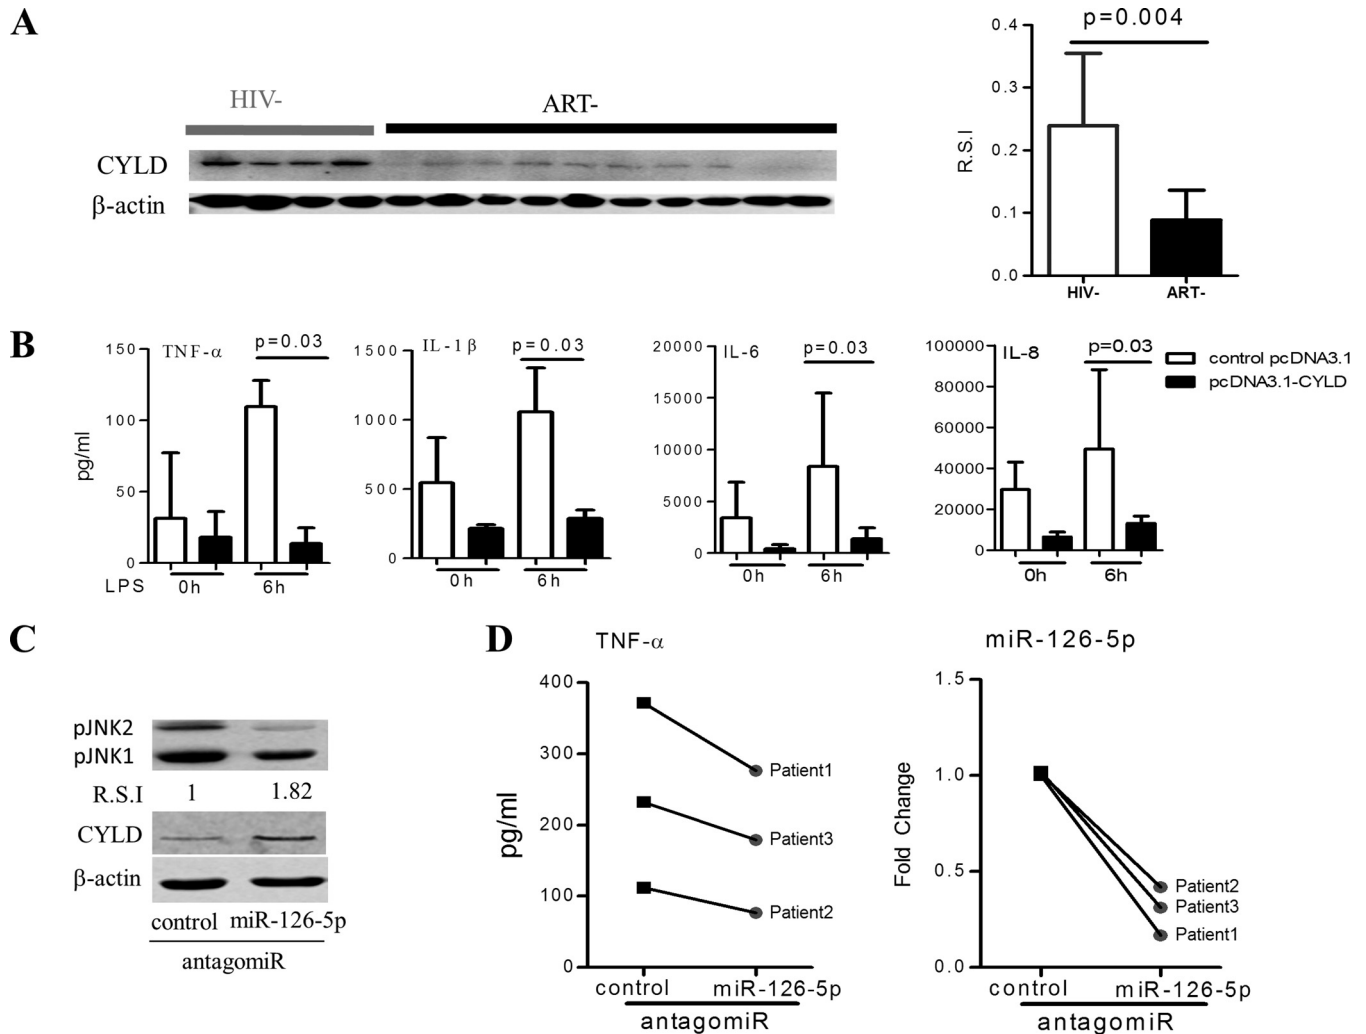 A
HIV-
ART-
CYLD
β-actin
p=0.004
0.4
0.3
0.2
0.1
0.0
R.S.I
HIV-
ART-
B
TNF-α
p=0.03
150
100
50
0
pg/ml
LPS
0h
6h
IL-1β
p=0.03
1500
1000
500
0
0h
6h
IL-6
p=0.03
20000
15000
10000
5000
0
0h
6h
IL-8
p=0.03
100000
80000
60000
40000
20000
0
0h
6h
control pcDNA3.1
pcDNA3.1-CYLD
C
pJNK2
pJNK1
R.S.I 1 1.82
CYLD
β-actin
control miR-126-5p
antagomiR
D
TNF-α
400
300
200
100
0
pg/ml
Patient1
Patient3
Patient2
control miR-126-5p
antagomiR
miR-126-5p
1.5
1.0
0.5
0.0
Fold Change
Patient2
Patient3
Patient1
control miR-126-5p
antagomiR